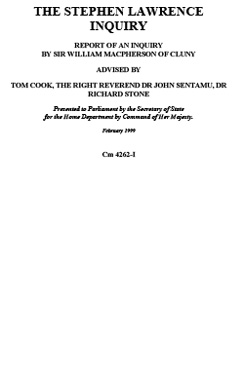 THE STEPHEN LAWRENCE
INQUIRY
REPORT OF AN INQUIRY
BY SIR WILLIAM MACPHERSON OF CLUNY
ADVISED BY
TOM COOK, THE RIGHT REVEREND DR JOHN SENTAMU, DR
RICHARD STONE
Presented to Parliament by the Secretary of State
for the Home Department by Command of Her Majesty.
February 1999
Cm 4262-I